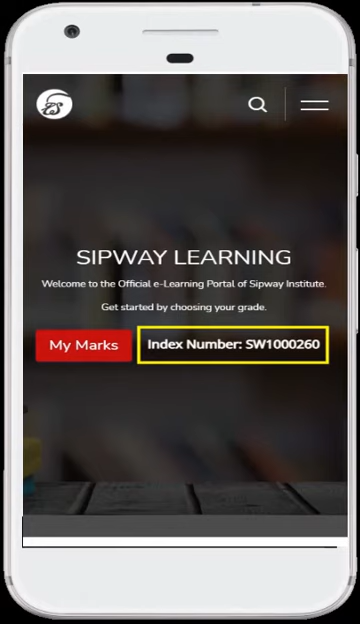 SIPWAY LEARNING
Welcome to the Official e-Learning Portal of Sipway Institute.
Get started by choosing your grade.
My Marks
Index Number: SW1000260